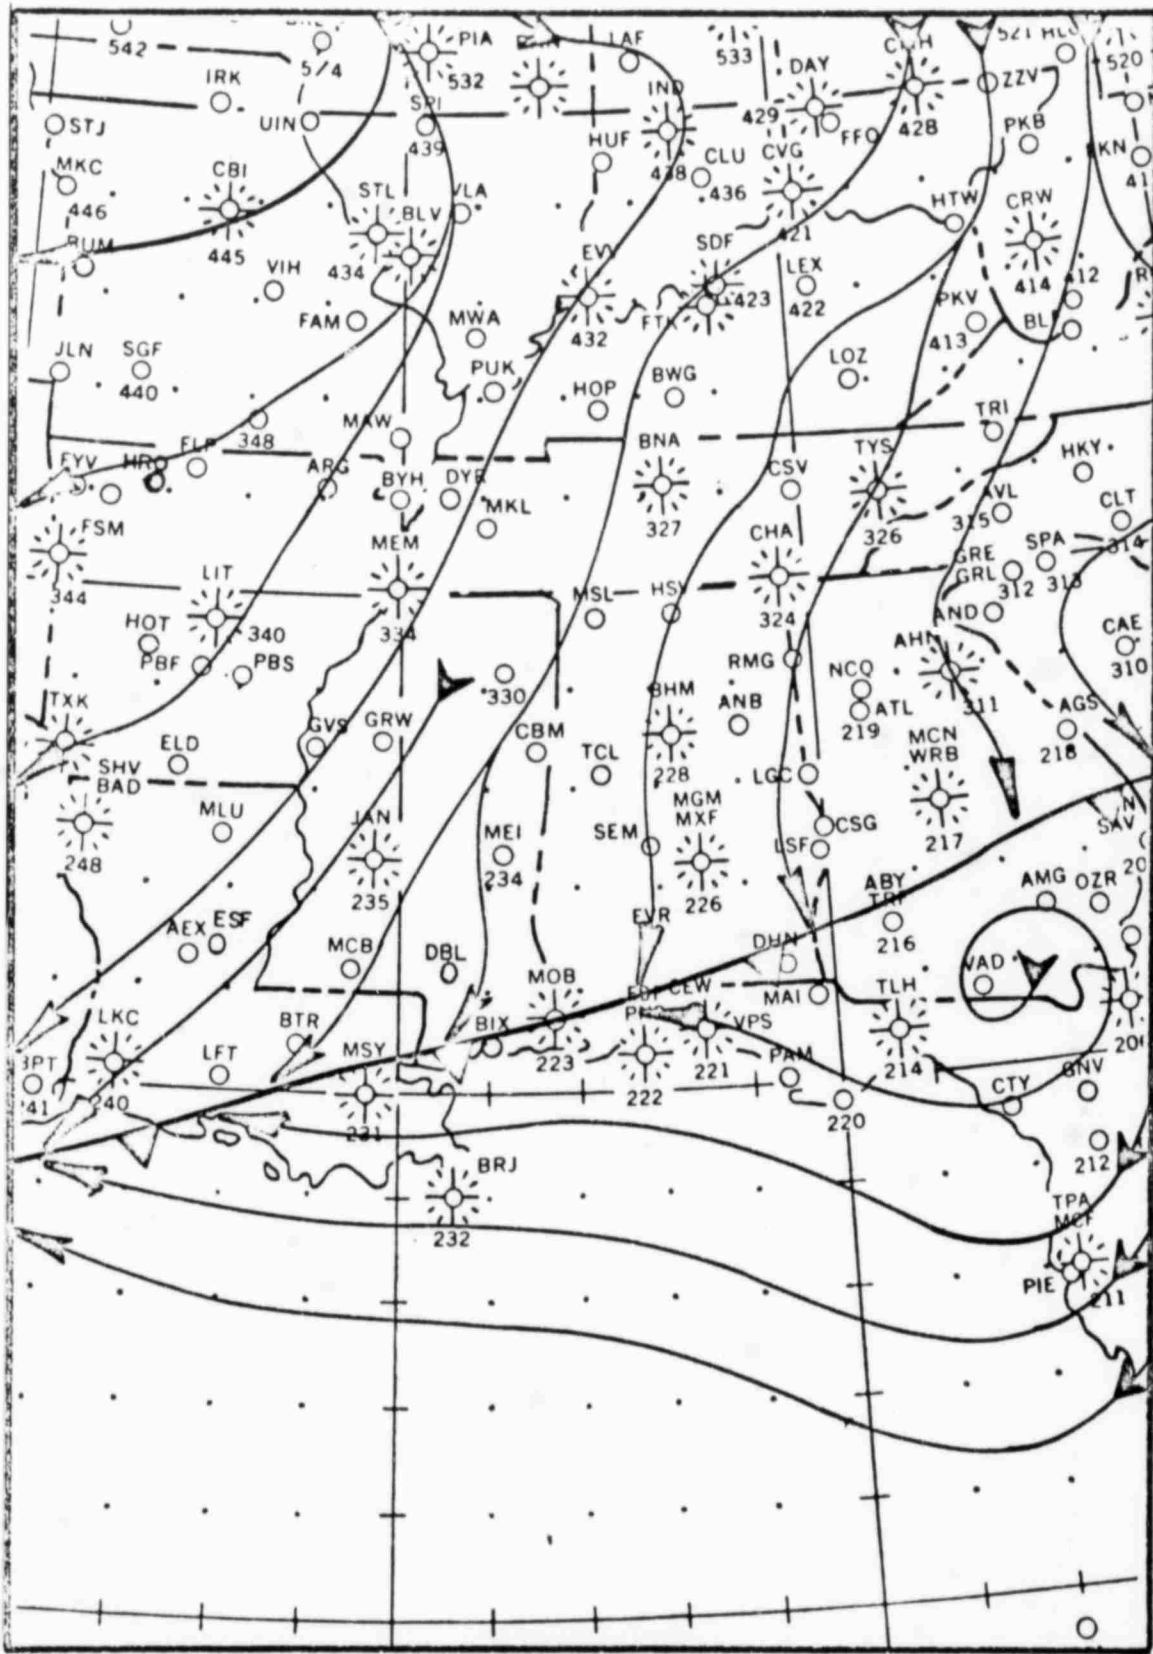 542
574
PIA
532
LAF
533
DAY
521
520
IRK
SPI
439
IND
429
FFO
428
ZZV
STJ
UIN
HUF
438
CLU
436
CVG
421
PKB
MKC
446
CBI
445
STL
434
BLV
VLA
HTW
CRW
414
412
VIH
EVV
432
SDF
423
FTK
LEX
422
FAM
MWA
PKV
413
JLN
SGF
440
PUK
HOP
BWG
LOZ
348
MAW
BNA
327
TRI
FYV
HRO
ARG
BYH
DYR
MKL
CSV
TYS
326
HKY
AVL
315
CLT
314
FSM
344
MEM
334
CHA
324
GRE
GRL
312
SPA
313
LIT
340
MSL
HSV
AND
HOT
PBF
PBS
330
RMG
NCQ
ATL
219
AHN
311
CAE
310
TXK
GVS
GRW
CBM
BHM
228
ANB
AGS
218
ELD
SHV
BAD
248
TCL
LGC
MCN
WRB
217
MLU
JAN
235
MEI
234
SEM
MGM
MXF
226
CSG
LSF
SAV
AEX
ESF
MCB
DBL
EVR
DHN
ABY
216
AMG
OZR
VAD
MOB
223
CEW
MAI
TLH
214
LKC
240
BTR
LFT
MSY
231
BIX
222
VPS
221
PAM
220
CTY
GNV
BPT
212
BRJ
232
TPA
MCF
PIE
211